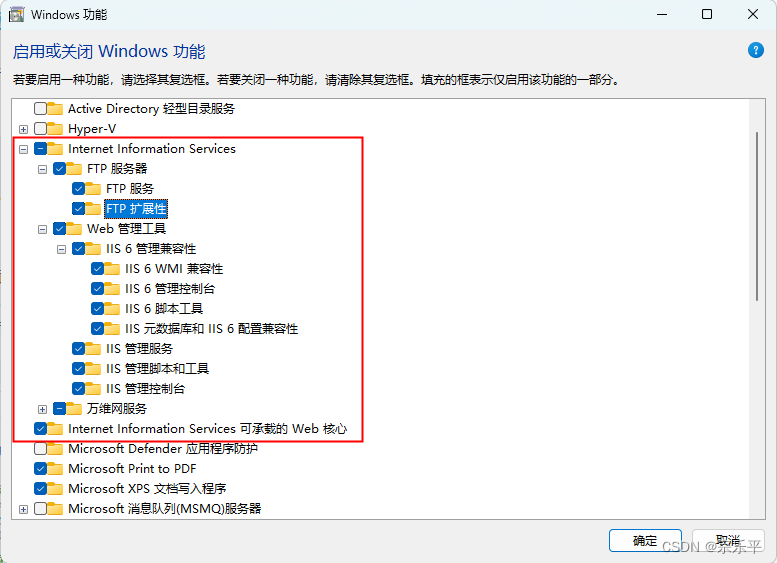 Windows 功能
启用或关闭 Windows 功能
若要启用一种功能，请选择其复选框。若要关闭一种功能，请清除其复选框。填充的框表示仅启用该功能的一部分。
Active Directory 轻型目录服务
Hyper-V
Internet Information Services
FTP 服务器
FTP 服务
FTP 扩展性
Web 管理工具
IIS 6 管理兼容性
IIS 6 WMI 兼容性
IIS 6 管理控制台
IIS 6 脚本工具
IIS 元数据库和 IIS 6 配置兼容性
IIS 管理服务
IIS 管理脚本和工具
IIS 管理控制台
万维网服务
Internet Information Services 可承载的 Web 核心
Microsoft Defender 应用程序防护
Microsoft Print to PDF
Microsoft XPS 文档写入程序
Microsoft 消息队列(MSMQ)服务器
确定 取消
CSDN @乐平